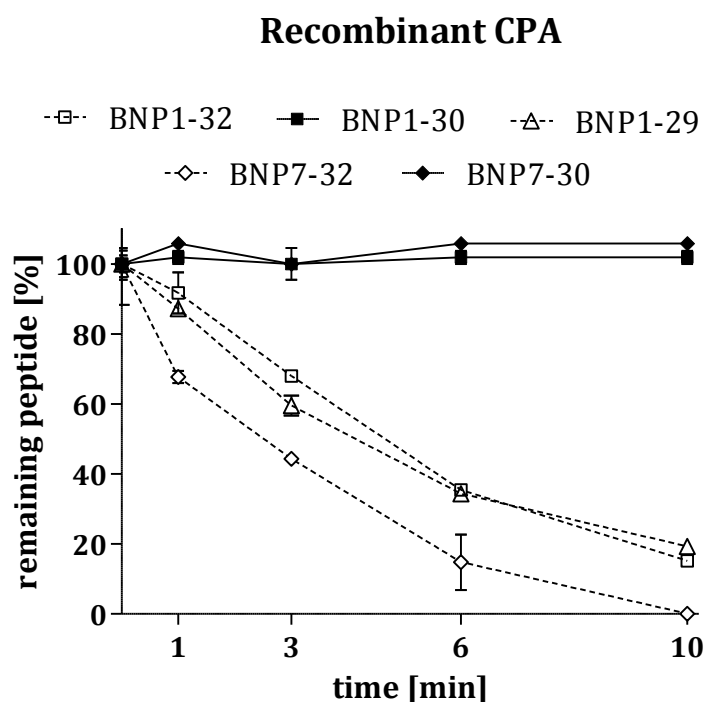 Recombinant CPA
BNP1-32 BNP1-30 BNP1-29
BNP7-32 BNP7-30
remaining peptide [%]
100
80
60
40
20
0
1 3 6 10
time [min]